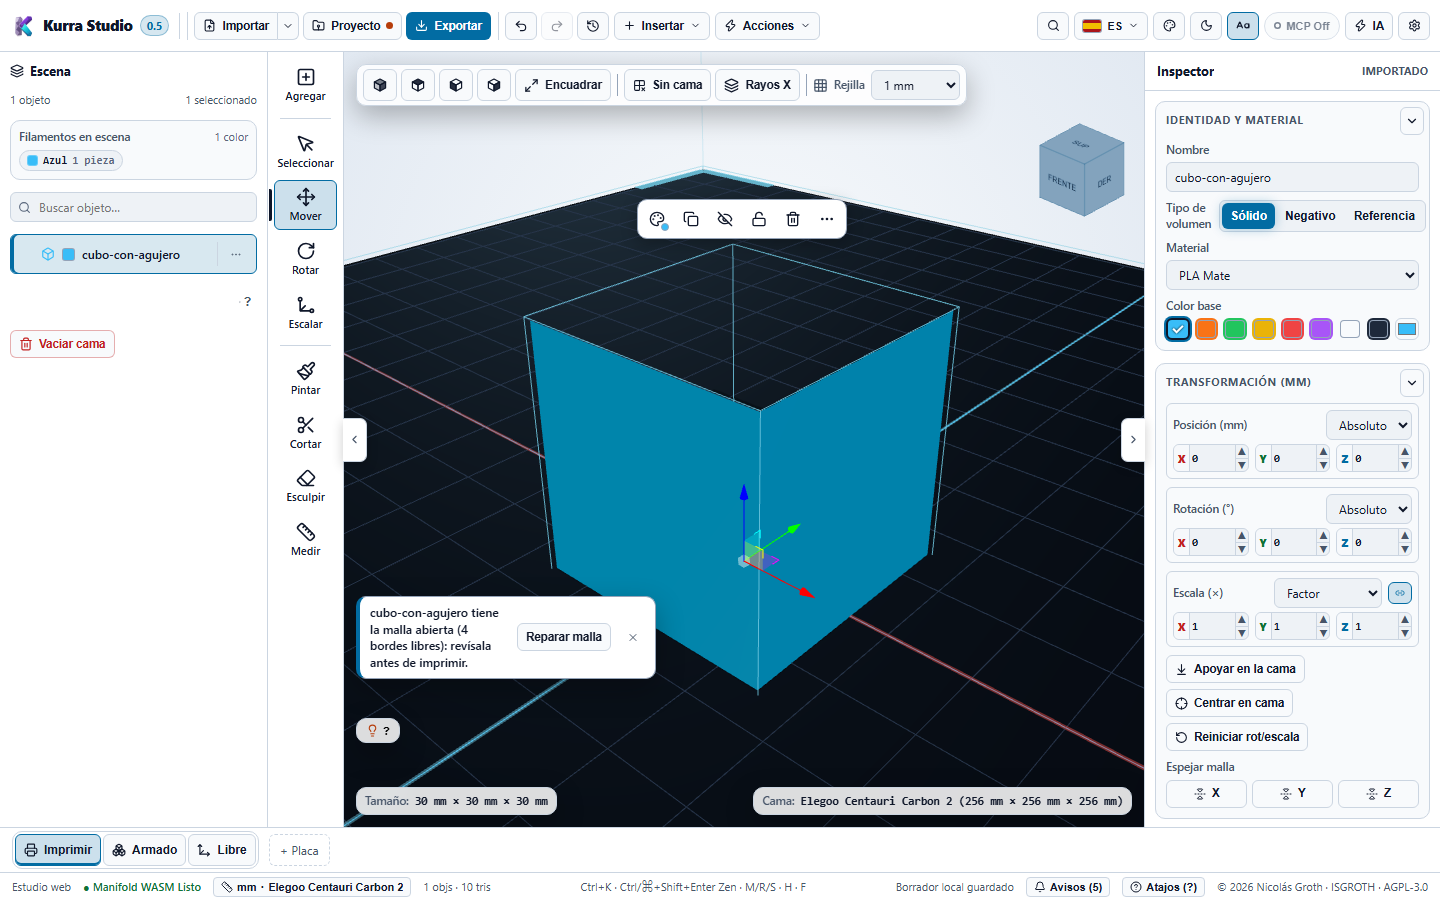 Kurra Studio 0.5 Importar Proyecto Exportar Insertar Acciones ES Aa MCP Off IA
Escena
1 objeto 1 seleccionado
Filamentos en escena 1 color
Azul 1 pieza
Buscar objeto...
cubo-con-agujero ...
?
Vaciar cama
Agregar
Seleccionar
Mover
Rotar
Escalar
Pintar
Cortar
Esculpir
Medir
Encuadrar Sin cama Rayos X Rejilla 1 mm
SUP
FRENTE DER
cubo-con-agujero tiene
la malla abierta (4
bordes libres): revísala
antes de imprimir.
Reparar malla
?
Tamaño: 30 mm × 30 mm × 30 mm
Cama: Elegoo Centauri Carbon 2 (256 mm × 256 mm × 256 mm)
Inspector IMPORTADO
IDENTIDAD Y MATERIAL
Nombre
cubo-con-agujero
Tipo de
volumen
Sólido Negativo Referencia
Material
PLA Mate
Color base
TRANSFORMACIÓN (MM)
Posición (mm) Absoluto
X 0 Y 0 Z 0
Rotación (°) Absoluto
X 0 Y 0 Z 0
Escala (×) Factor
X 1 Y 1 Z 1
Apoyar en la cama
Centrar en cama
Reiniciar rot/escala
Espejar malla
X Y Z
Imprimir Armado Libre + Placa
Estudio web Manifold WASM Listo mm · Elegoo Centauri Carbon 2 1 objs · 10 tris Ctrl+K · Ctrl/⌘+Shift+Enter Zen · M/R/S · H · F Borrador local guardado Avisos (5) Atajos (?) © 2026 Nicolás Groth · ISGROTH · AGPL-3.0